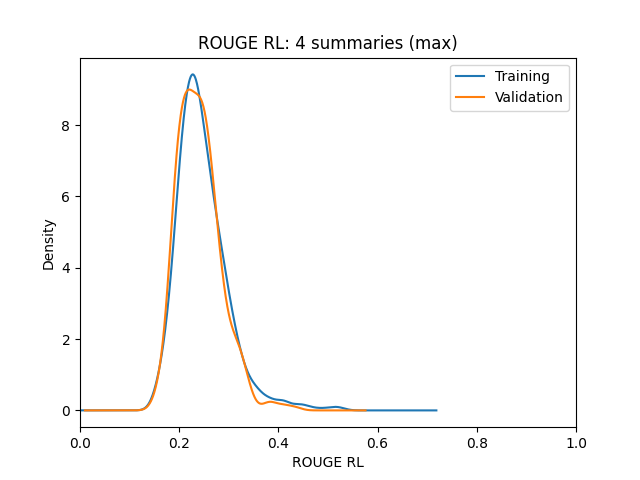 ROUGE RL: 4 summaries (max)
Training
Validation
Density
8
6
4
2
0
0.0 0.2 0.4 0.6 0.8 1.0
ROUGE RL